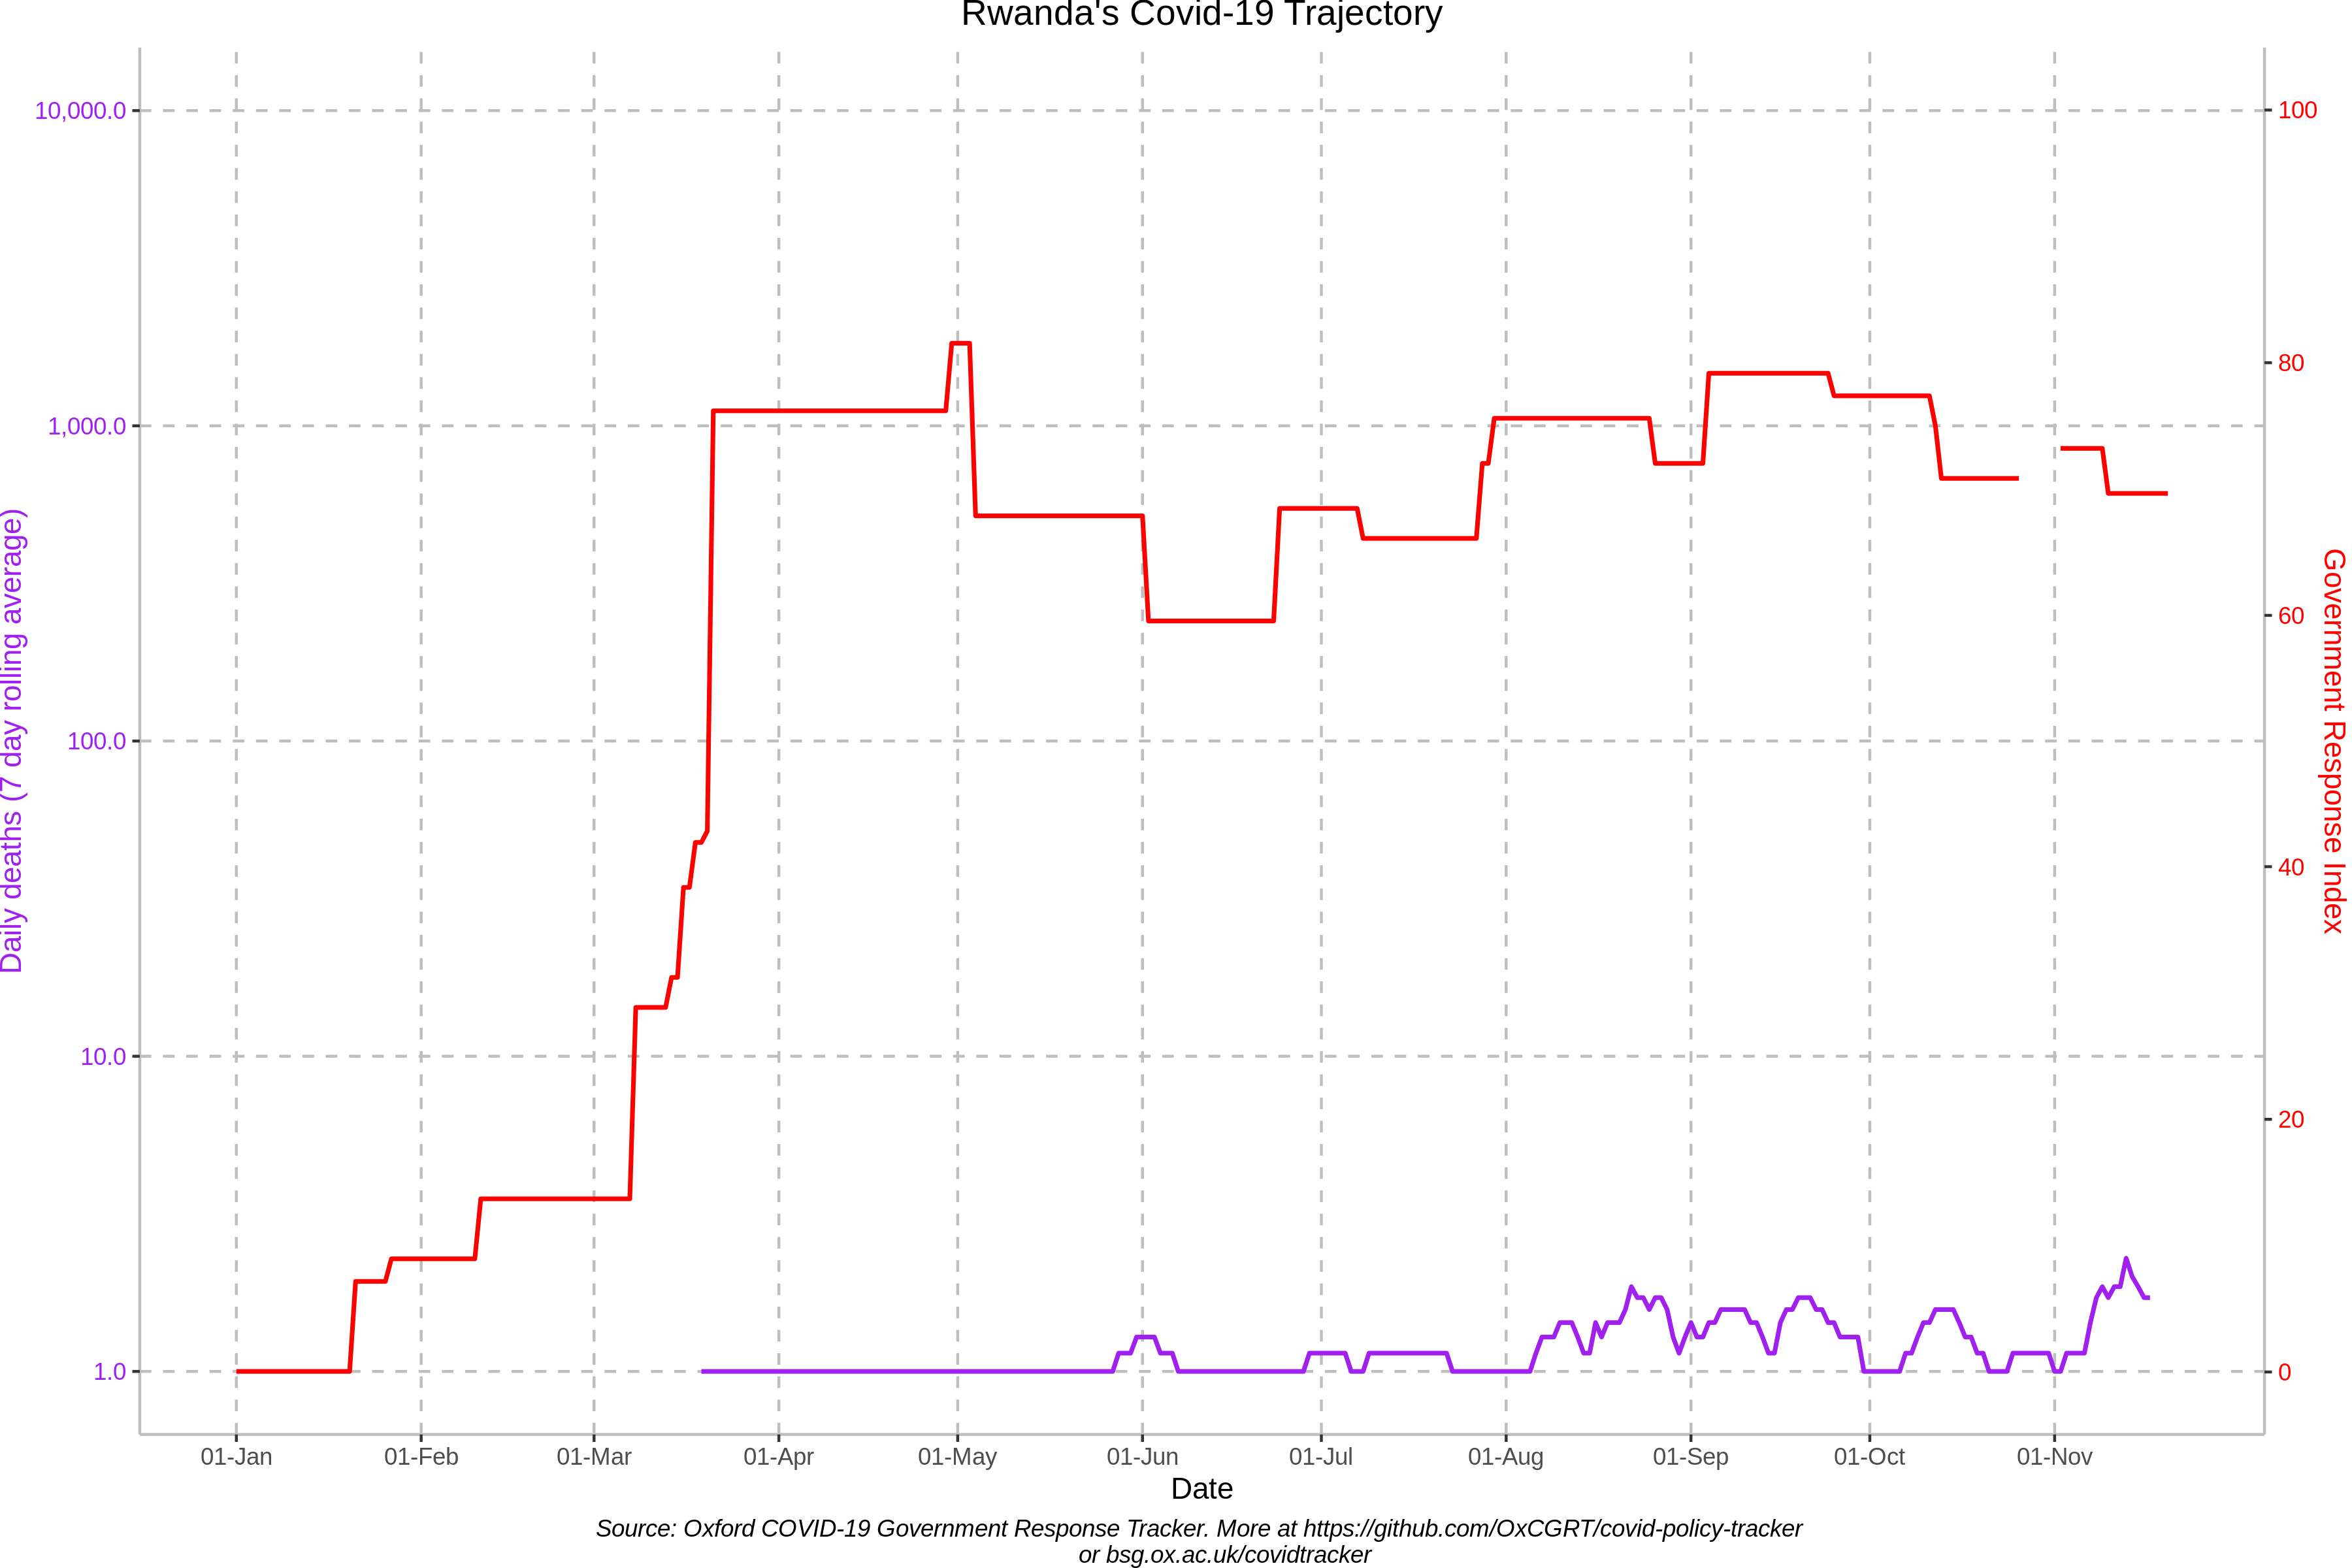 Rwanda's Covid-19 Trajectory
10,000.0
1,000.0
100.0
10.0
1.0
Daily deaths (7 day rolling average)
100
80
60
40
20
0
Government Response Index
01-Jan 01-Feb 01-Mar 01-Apr 01-May 01-Jun 01-Jul 01-Aug 01-Sep 01-Oct 01-Nov
Date
Source: Oxford COVID-19 Government Response Tracker. More at https://github.com/OxCGRT/covid-policy-tracker
or bsg.ox.ac.uk/covidtracker